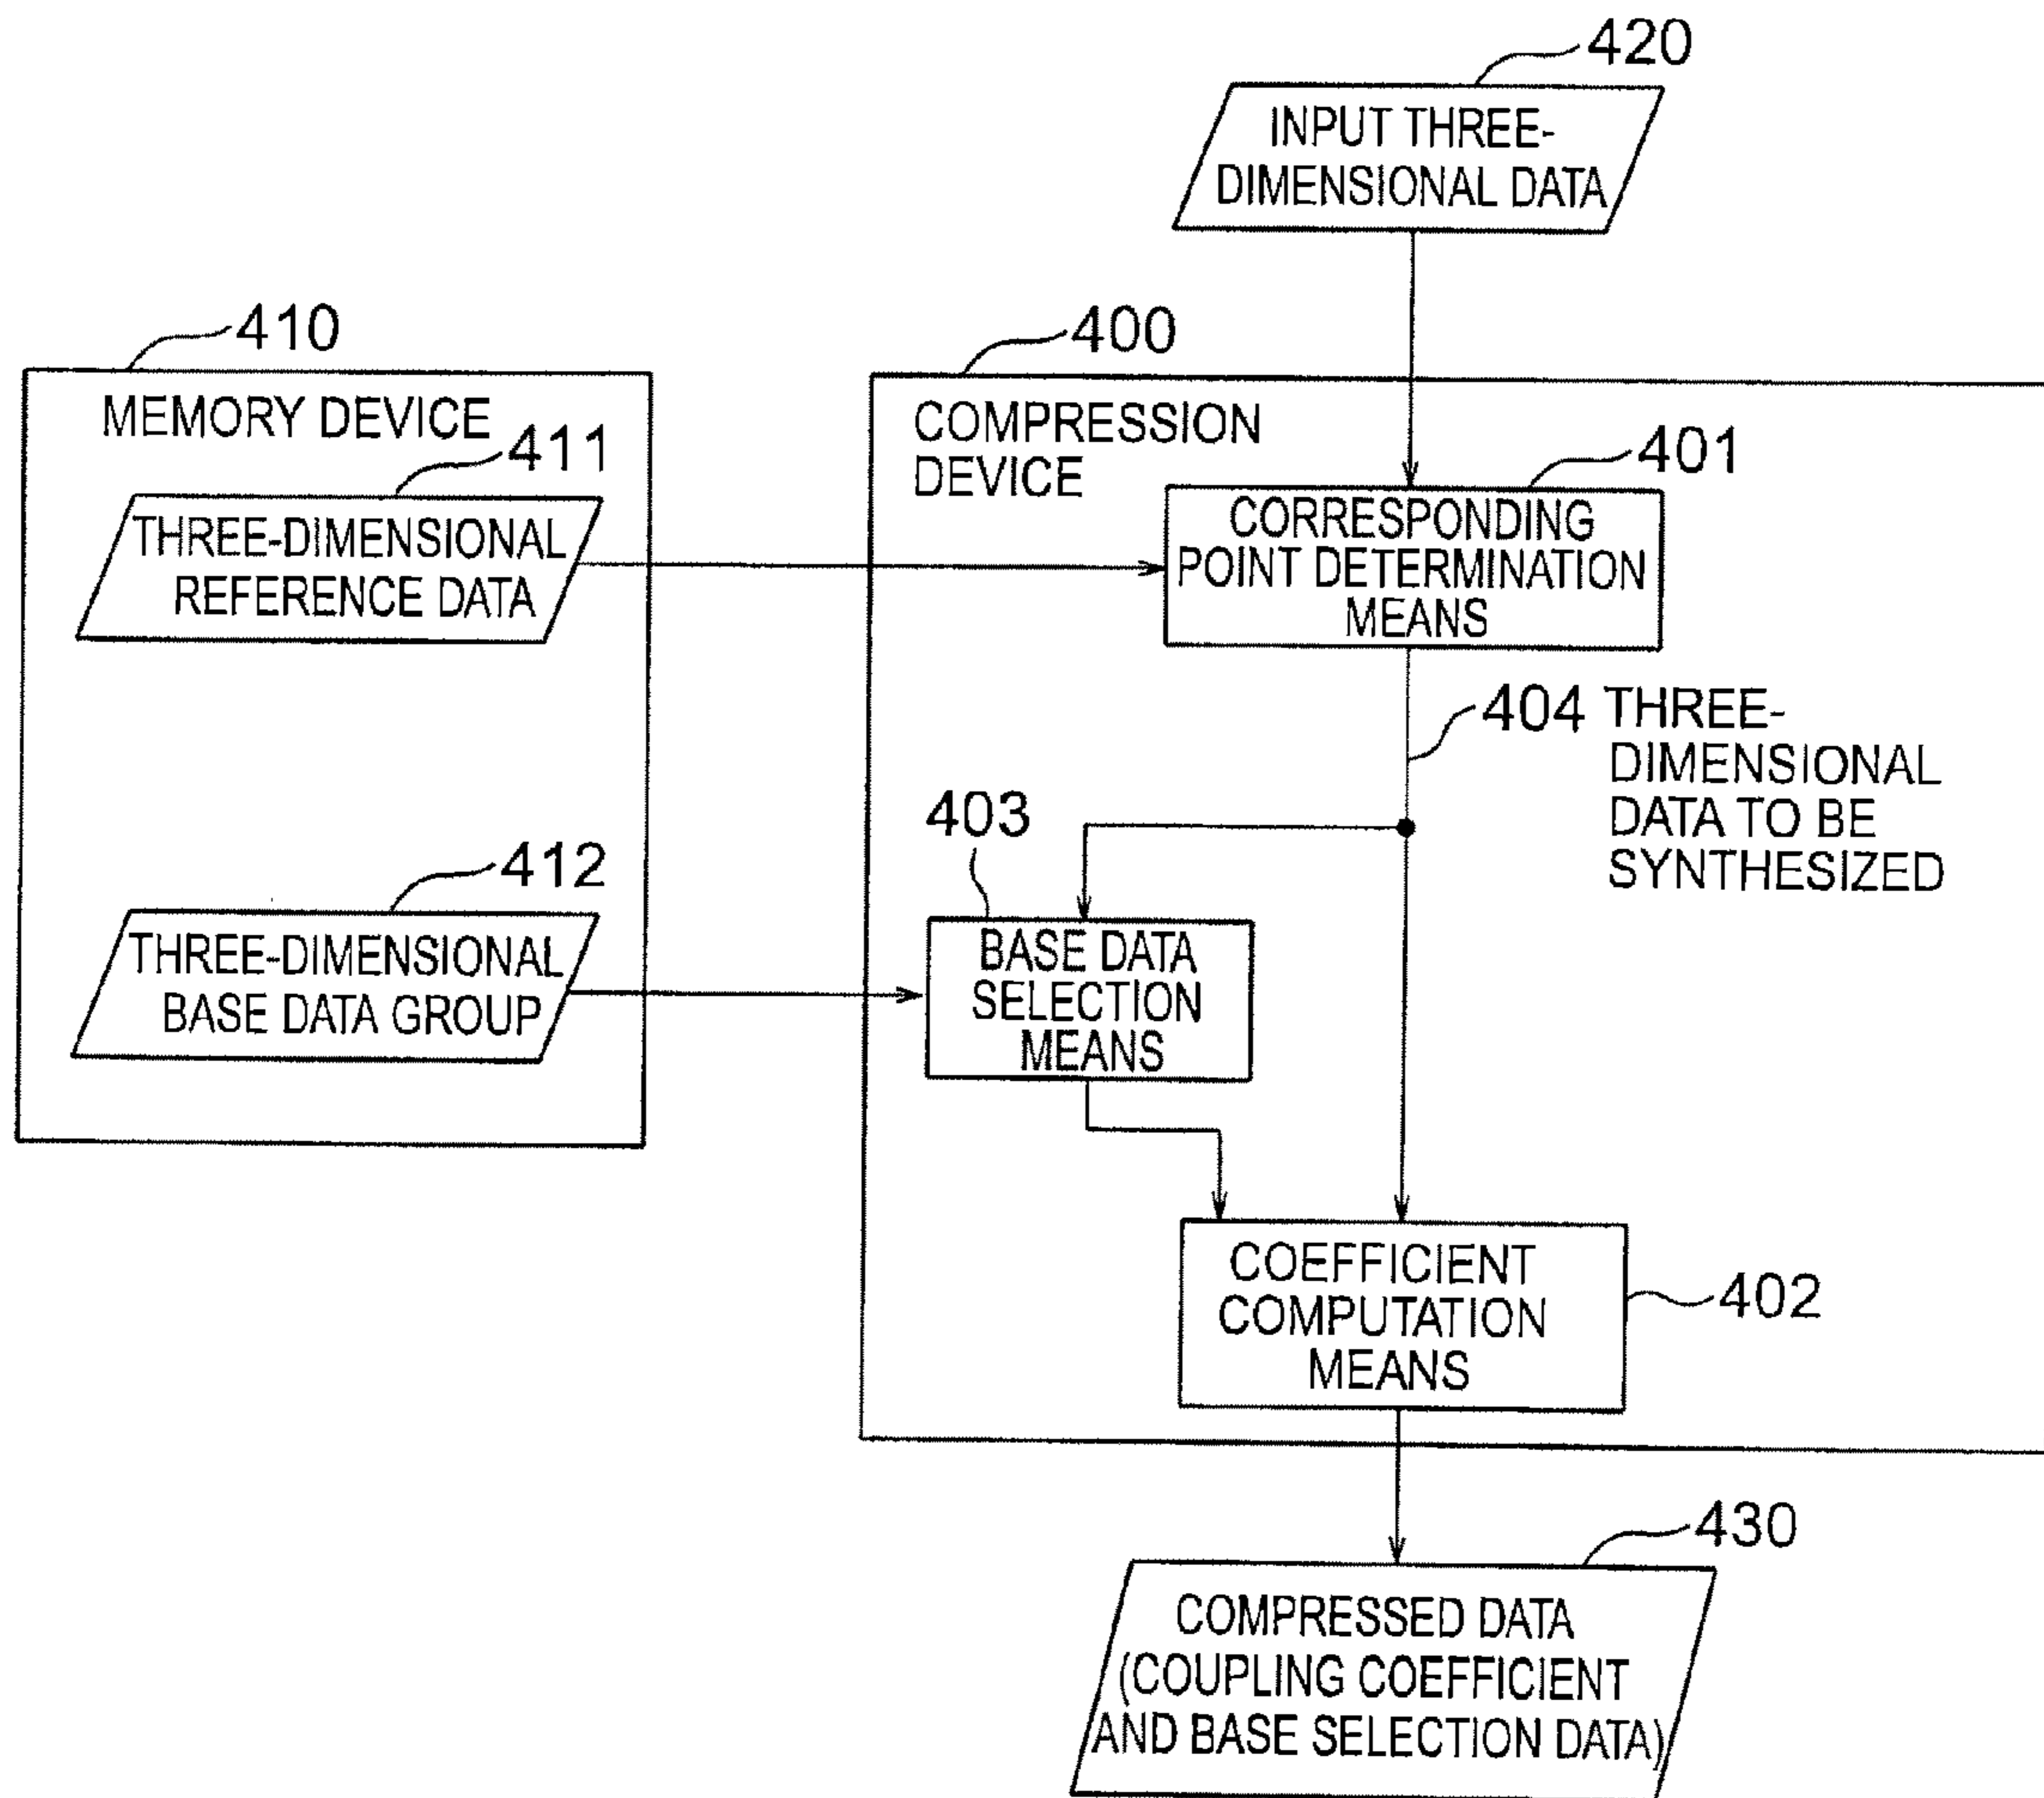 420
INPUT THREE-
DIMENSIONAL DATA
410
400
MEMORY DEVICE
411
COMPRESSION
DEVICE
401
THREE-DIMENSIONAL
REFERENCE DATA
CORRESPONDING
POINT DETERMINATION
MEANS
404 THREE-
DIMENSIONAL
DATA TO BE
SYNTHESIZED
403
412
THREE-DIMENSIONAL
BASE DATA GROUP
BASE DATA
SELECTION
MEANS
COEFFICIENT
COMPUTATION
MEANS
402
430
COMPRESSED DATA
(COUPLING COEFFICIENT
AND BASE SELECTION DATA)